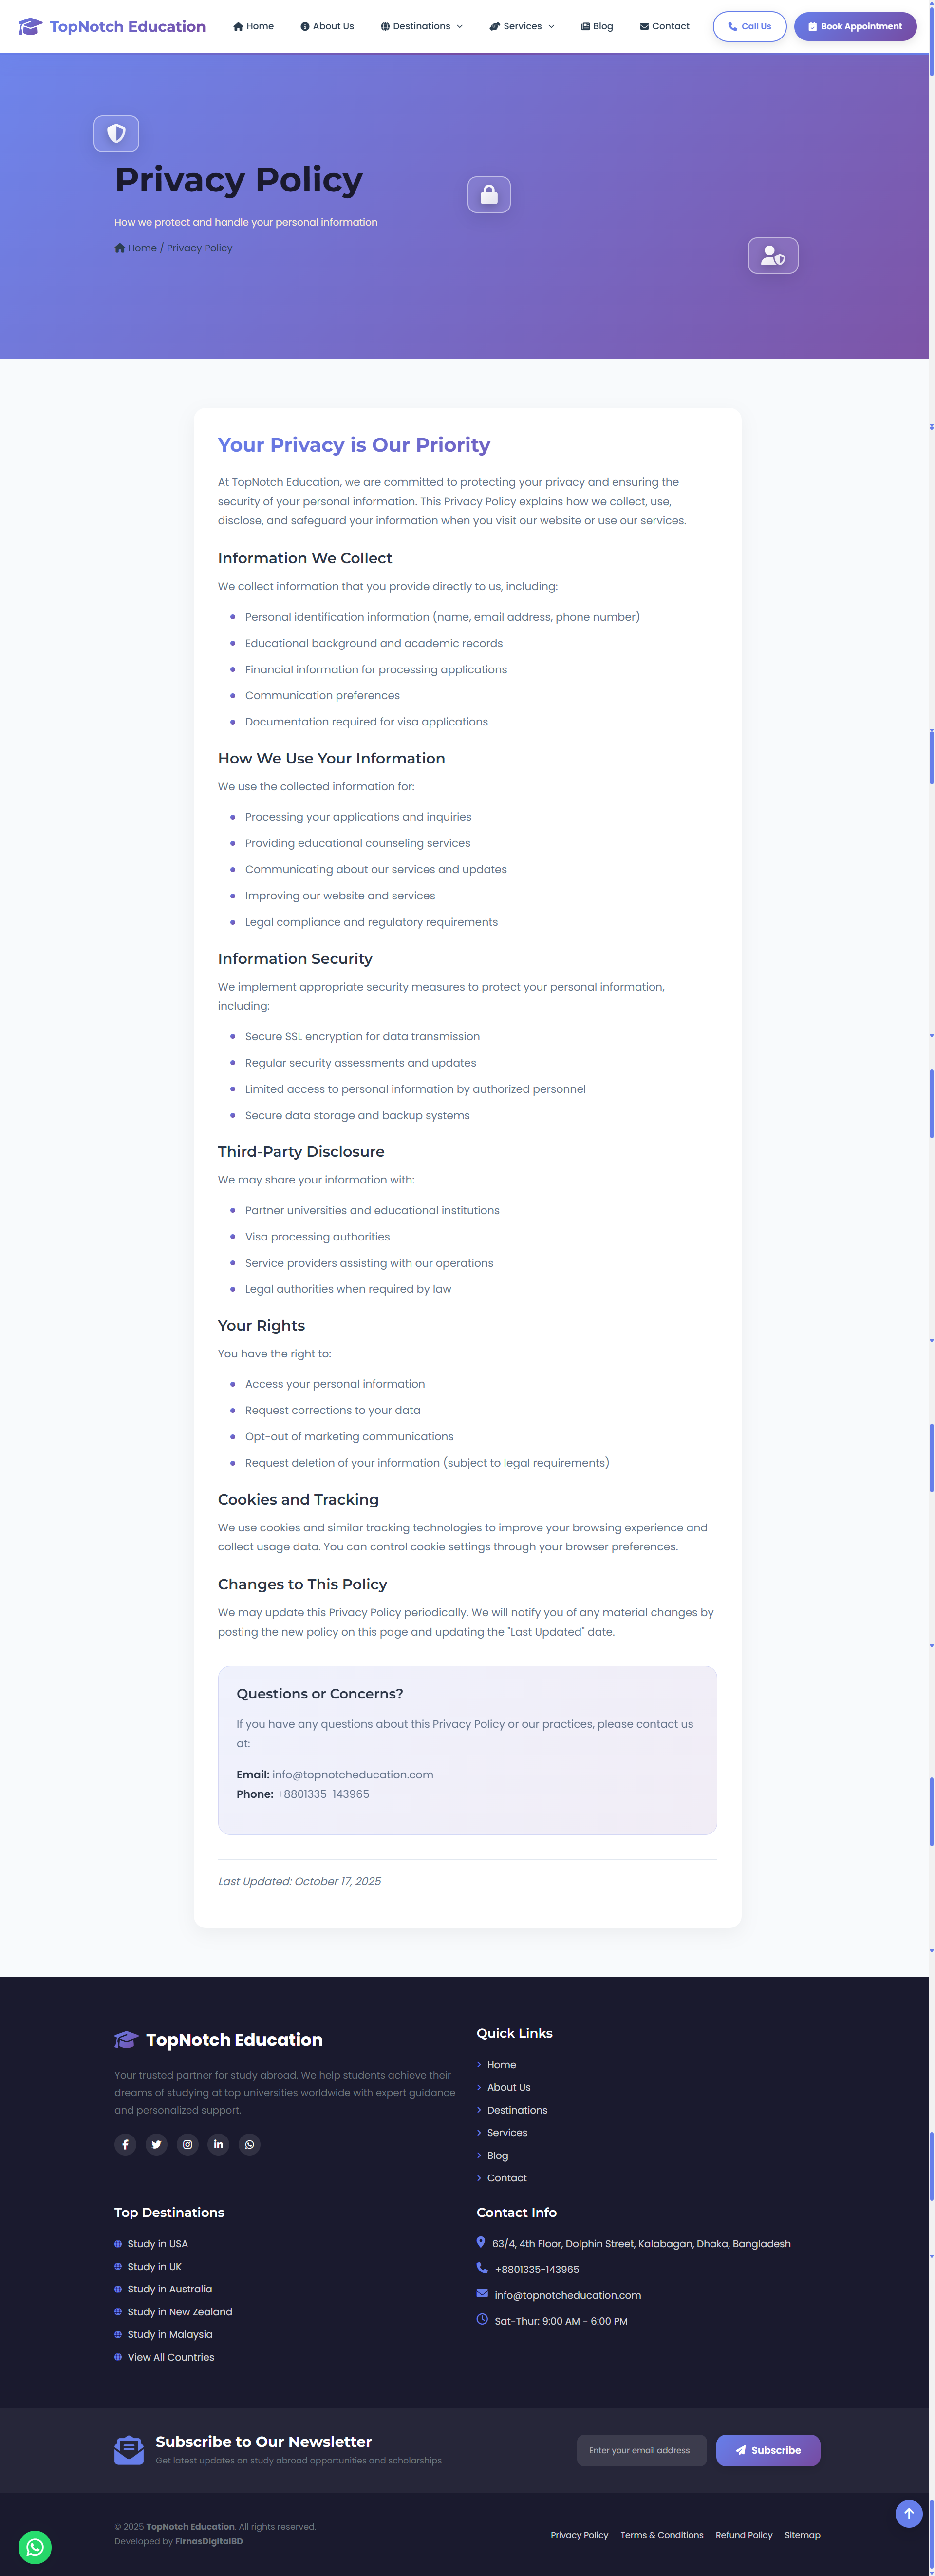 TopNotch Education
Home
About Us
Destinations
Services
Blog
Contact
Call Us
Book Appointment
Privacy Policy
How we protect and handle your personal information
Home / Privacy Policy
Your Privacy is Our Priority
At TopNotch Education, we are committed to protecting your privacy and ensuring the
security of your personal information. This Privacy Policy explains how we collect, use,
disclose, and safeguard your information when you visit our website or use our services.
Information We Collect
We collect information that you provide directly to us, including:
Personal identification information (name, email address, phone number)
Educational background and academic records
Financial information for processing applications
Communication preferences
Documentation required for visa applications
How We Use Your Information
We use the collected information for:
Processing your applications and inquiries
Providing educational counseling services
Communicating about our services and updates
Improving our website and services
Legal compliance and regulatory requirements
Information Security
We implement appropriate security measures to protect your personal information,
including:
Secure SSL encryption for data transmission
Regular security assessments and updates
Limited access to personal information by authorized personnel
Secure data storage and backup systems
Third-Party Disclosure
We may share your information with:
Partner universities and educational institutions
Visa processing authorities
Service providers assisting with our operations
Legal authorities when required by law
Your Rights
You have the right to:
Access your personal information
Request corrections to your data
Opt-out of marketing communications
Request deletion of your information (subject to legal requirements)
Cookies and Tracking
We use cookies and similar tracking technologies to improve your browsing experience and
collect usage data. You can control cookie settings through your browser preferences.
Changes to This Policy
We may update this Privacy Policy periodically. We will notify you of any material changes by
posting the new policy on this page and updating the "Last Updated" date.
Questions or Concerns?
If you have any questions about this Privacy Policy or our practices, please contact us
at:
Email: info@topnotcheducation.com
Phone: +8801335-143965
Last Updated: October 17, 2025
TopNotch Education
Your trusted partner for study abroad. We help students achieve their
dreams of studying at top universities worldwide with expert guidance
and personalized support.
Quick Links
Home
About Us
Destinations
Services
Blog
Contact
Top Destinations
Study in USA
Study in UK
Study in Australia
Study in New Zealand
Study in Malaysia
View All Countries
Contact Info
63/4, 4th Floor, Dolphin Street, Kalabagan, Dhaka, Bangladesh
+8801335-143965
info@topnotcheducation.com
Sat-Thur: 9:00 AM - 6:00 PM
Subscribe to Our Newsletter
Get latest updates on study abroad opportunities and scholarships
Enter your email address
Subscribe
© 2025 TopNotch Education. All rights reserved.
Developed by FirnasDigitalBD
Privacy Policy
Terms & Conditions
Refund Policy
Sitemap